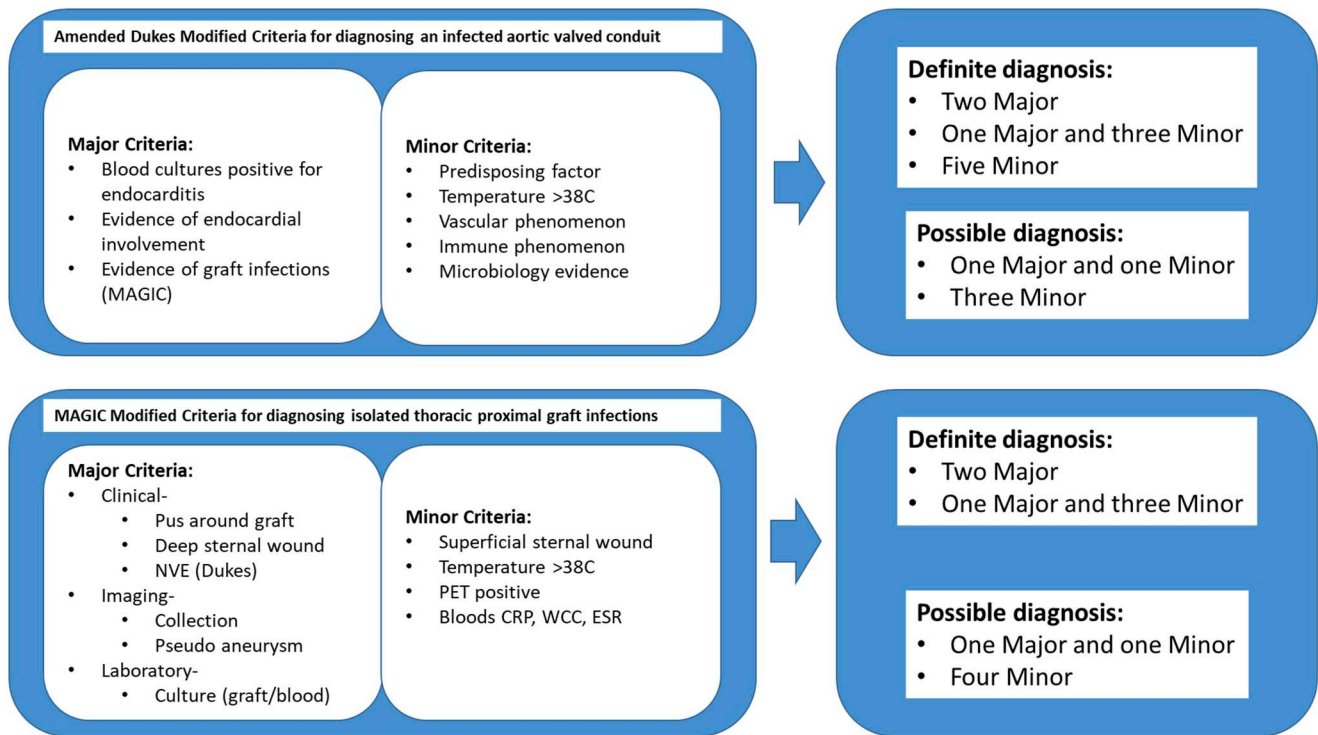 Amended Dukes Modified Criteria for diagnosing an infected aortic valved conduit
Major Criteria:
• Blood cultures positive for
endocarditis
• Evidence of endocardial
involvement
• Evidence of graft infections
(MAGIC)
Minor Criteria:
• Predisposing factor
• Temperature >38C
• Vascular phenomenon
• Immune phenomenon
• Microbiology evidence
Definite diagnosis:
• Two Major
• One Major and three Minor
• Five Minor
Possible diagnosis:
• One Major and one Minor
• Three Minor
MAGIC Modified Criteria for diagnosing isolated thoracic proximal graft infections
Major Criteria:
• Clinical-
• Pus around graft
• Deep sternal wound
• NVE (Dukes)
• Imaging-
• Collection
• Pseudo aneurysm
• Laboratory-
• Culture (graft/blood)
Minor Criteria:
• Superficial sternal wound
• Temperature >38C
• PET positive
• Bloods CRP, WCC, ESR
Definite diagnosis:
• Two Major
• One Major and three Minor
Possible diagnosis:
• One Major and one Minor
• Four Minor